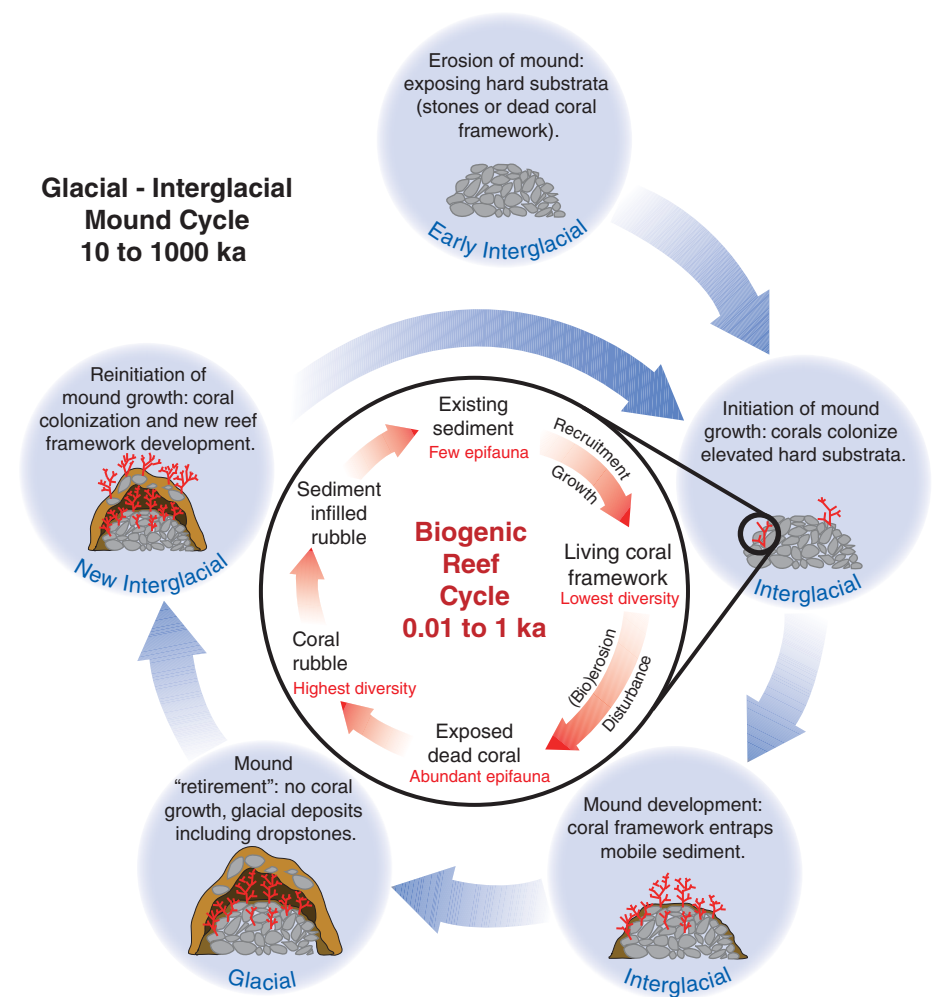 Erosion of mound:
exposing hard substrata
(stones or dead coral
framework).
Early Interglacial
Glacial - Interglacial
Mound Cycle
10 to 1000 ka
Reinitiation of
mound growth: coral
colonization and new reef
framework development.
New Interglacial
Initiation of mound
growth: corals colonize
elevated hard substrata.
Interglacial
Existing
sediment
Few epifauna
Recruitment
Growth
Sediment
infilled
rubble
Biogenic
Reef
Cycle
0.01 to 1 ka
Living coral
framework
Lowest diversity
Coral
rubble
Highest diversity
(Bio)erosion
Disturbance
Exposed
dead coral
Abundant epifauna
Mound
“retirement”: no coral
growth, glacial deposits
including dropstones.
Glacial
Mound development:
coral framework entraps
mobile sediment.
Interglacial